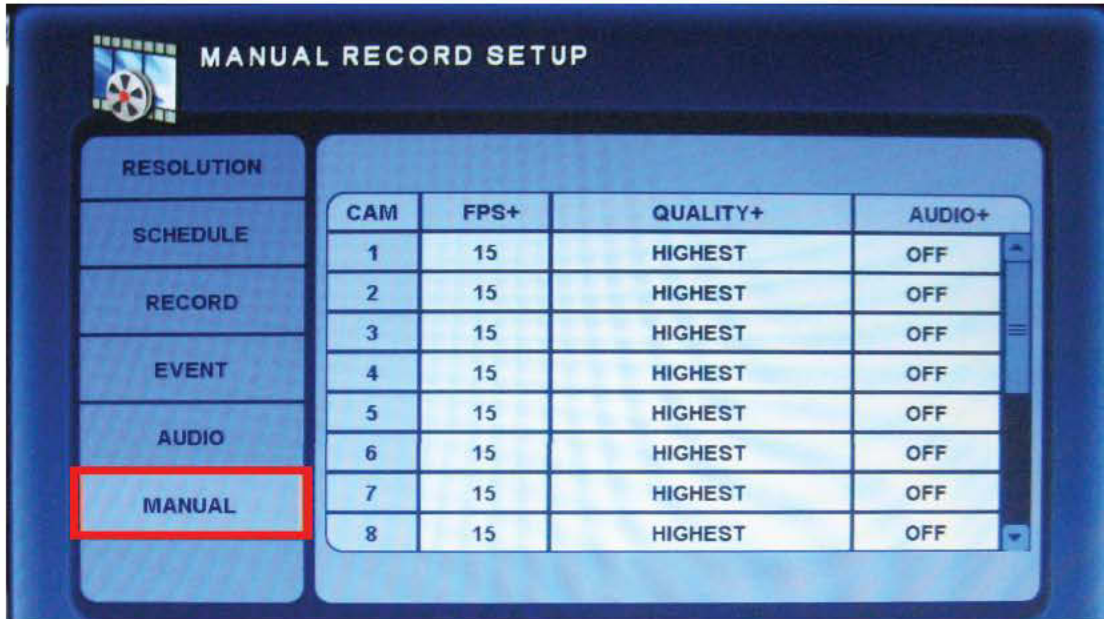 MANUAL RECORD SETUP
RESOLUTION
SCHEDULE
RECORD
EVENT
AUDIO
MANUAL
CAM FPS+ QUALITY+ AUDIO+
1 15 HIGHEST OFF
2 15 HIGHEST OFF
3 15 HIGHEST OFF
4 15 HIGHEST OFF
5 15 HIGHEST OFF
6 15 HIGHEST OFF
7 15 HIGHEST OFF
8 15 HIGHEST OFF